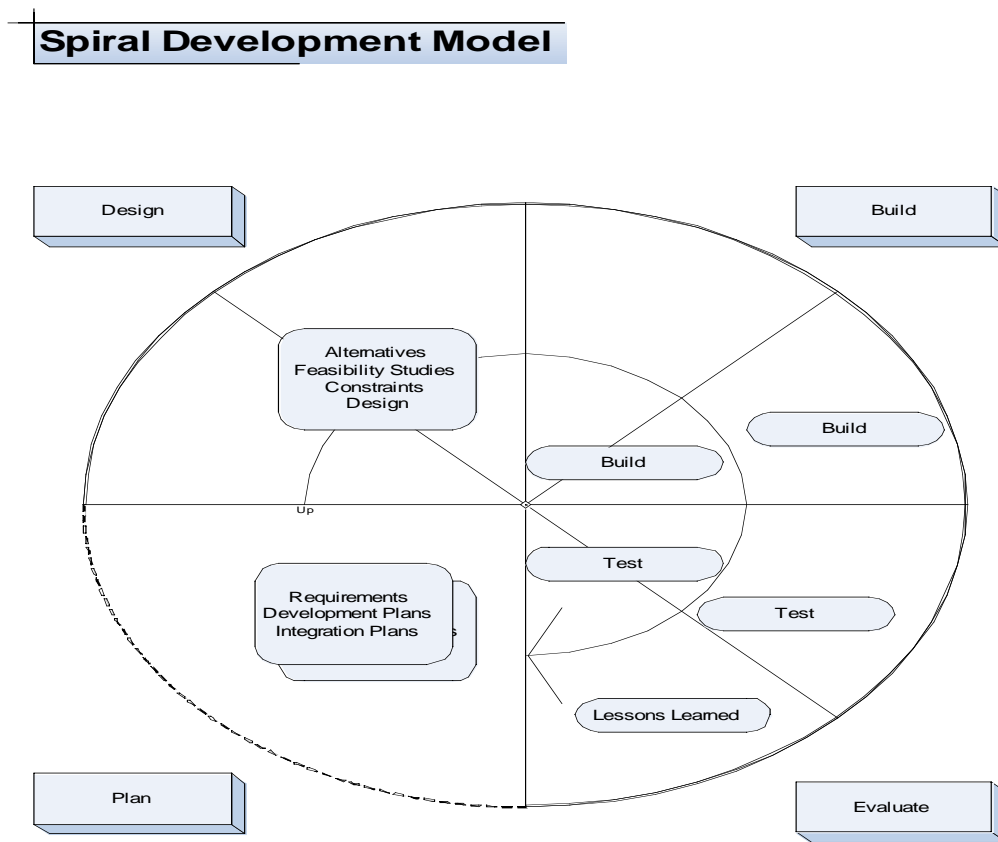 Spiral Development Model
Design
Build
Alternatives
Feasibility Studies
Constraints
Design
Build
Build
Up
Test
Requirements
Development Plans
Integration Plans
s
Test
Lessons Learned
Plan
Evaluate